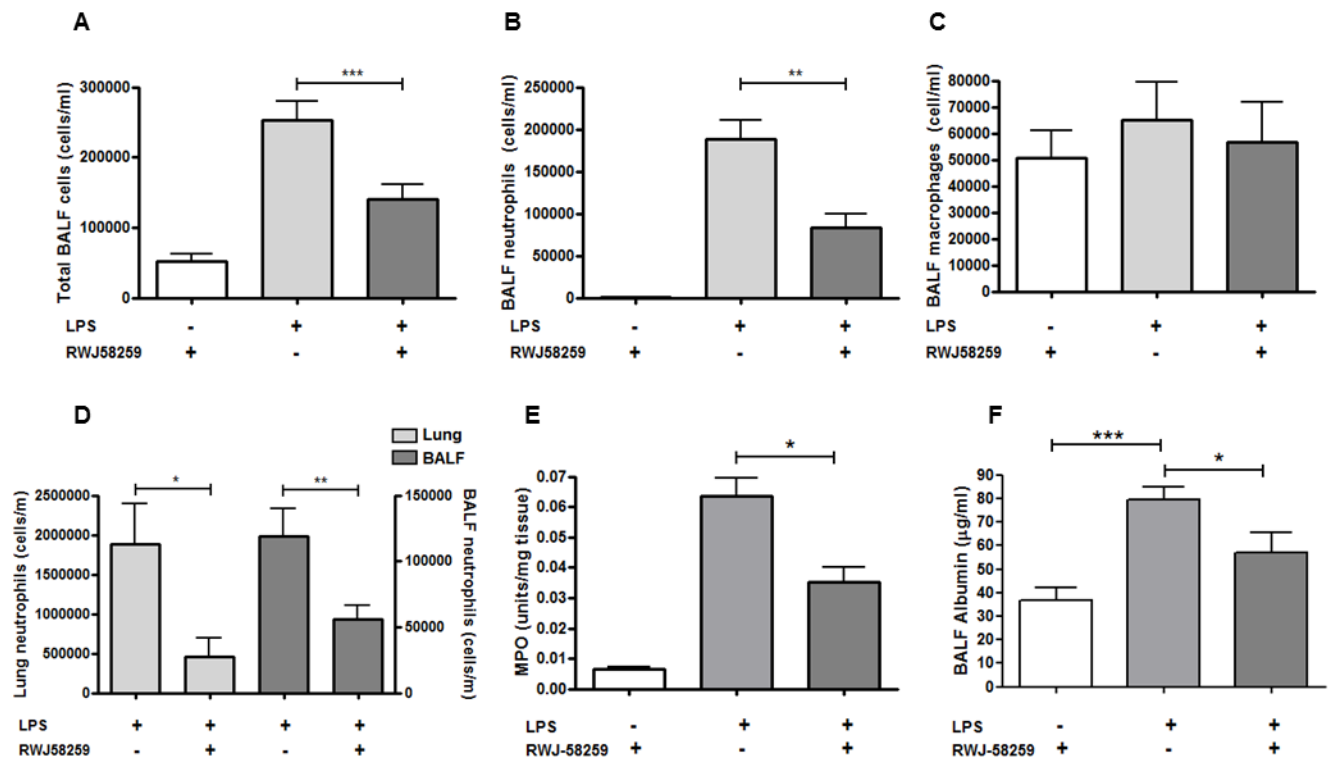 A
Total BALF cells (cells/ml)
300000
200000
100000
0
***
LPS - + +
RWJ58259 + - +
B
BALF neutrophils (cells/ml)
250000
200000
150000
100000
50000
0
**
LPS - + +
RWJ58259 + - +
C
BALF macrophages (cell/ml)
80000
70000
60000
50000
40000
30000
20000
10000
0
LPS - + +
RWJ58259 + - +
D
Lung
BALF
Lung neutrophils (cells/m)
2500000
2000000
1500000
1000000
500000
0
*
**
150000
100000
50000
0
BALF neutrophils (cells/m)
LPS + + + +
RWJ58259 - + - +
E
MPO (units/mg tissue)
0.07
0.06
0.05
0.04
0.03
0.02
0.01
0.00
*
LPS - + +
RWJ-58259 + - +
F
BALF Albumin (µg/ml)
90
80
70
60
50
40
30
20
10
0
***
*
LPS - + +
RWJ-58259 + - +